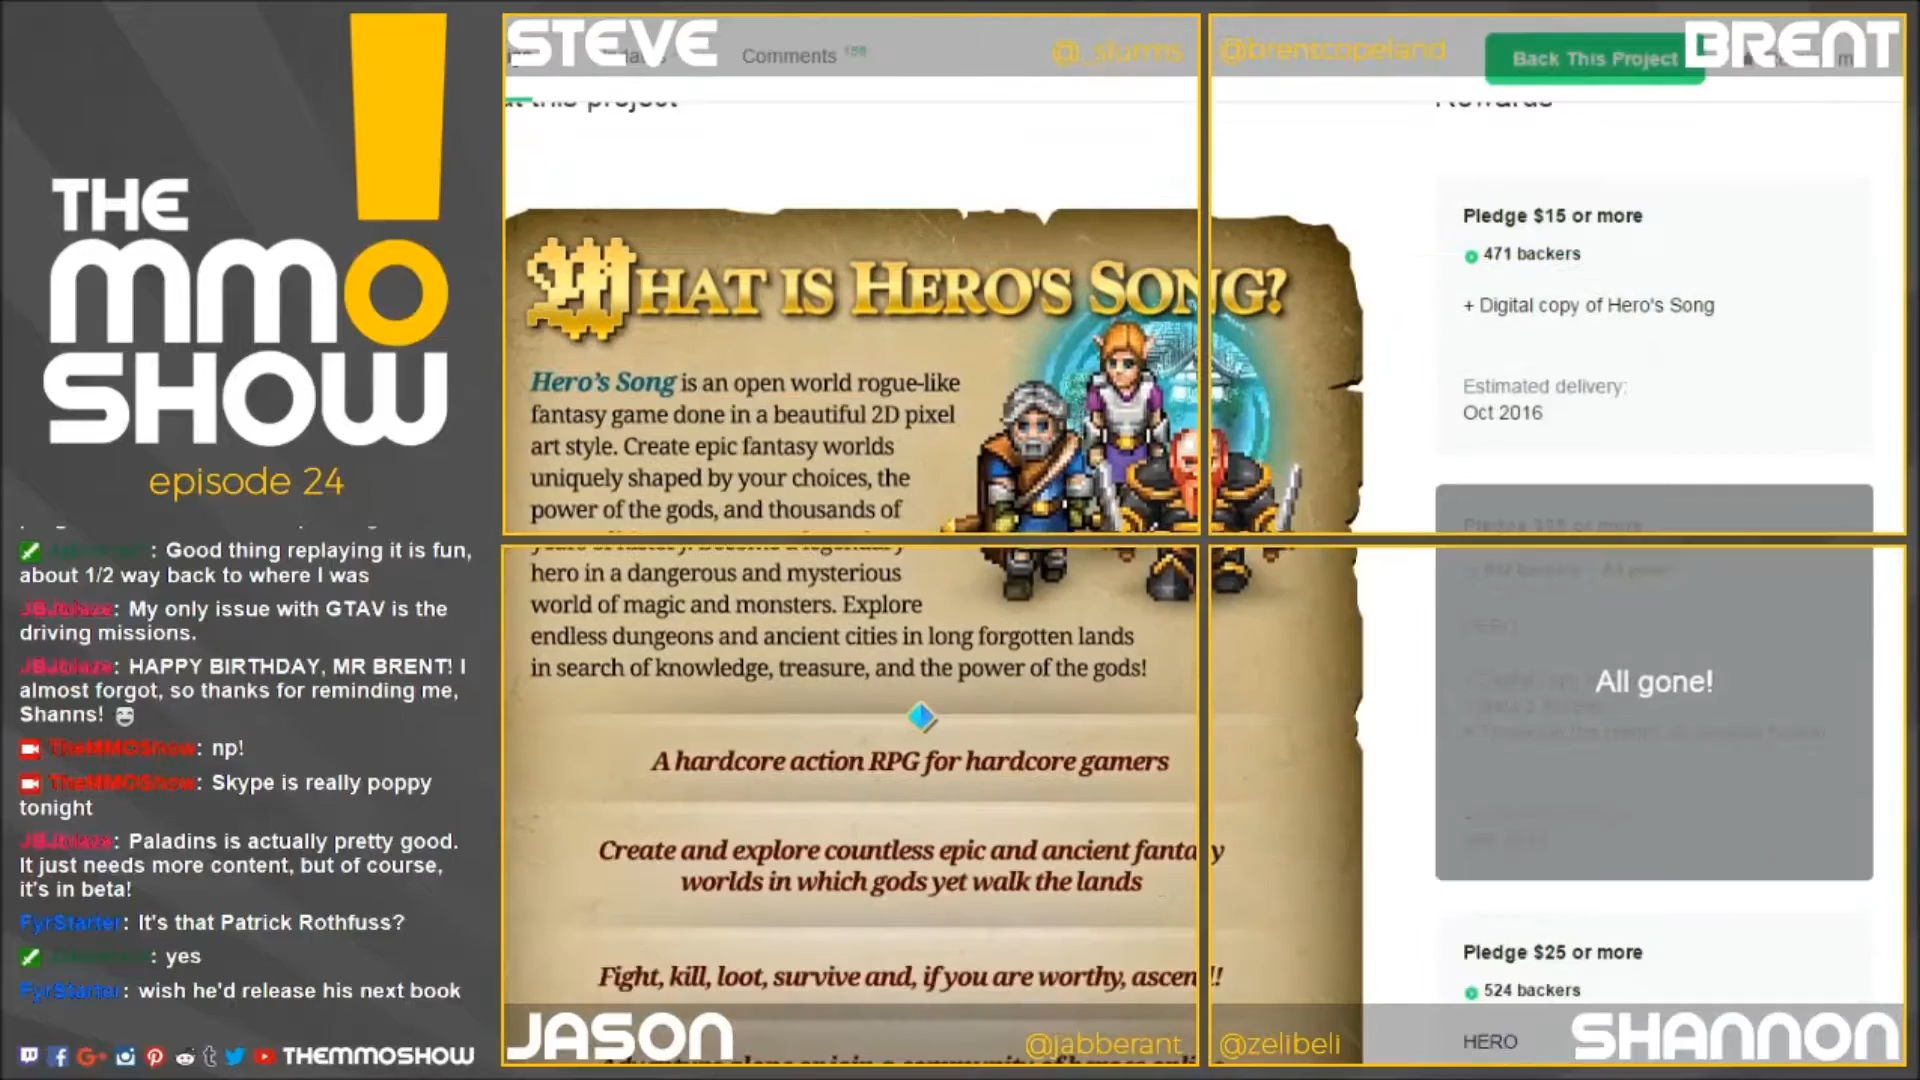 THE
MMO
SHOW
!
episode 24
: Good thing replaying it is fun,
about 1/2 way back to where I was
JBJblaze: My only issue with GTAV is the
driving missions.
JBJblaze: HAPPY BIRTHDAY, MR BRENT! I
almost forgot, so thanks for reminding me,
Shanns!
TheMMOShow: np!
TheMMOShow: Skype is really poppy
tonight
JBJblaze: Paladins is actually pretty good.
It just needs more content, but of course,
it's in beta!
FyrStarter: It's that Patrick Rothfuss?
: yes
FyrStarter: wish he'd release his next book
THEMMOSHOW
STEVE
Comments
@_slurms
this project
WHAT IS HERO'S SONG?
Hero's Song is an open world rogue-like
fantasy game done in a beautiful 2D pixel
art style. Create epic fantasy worlds
uniquely shaped by your choices, the
power of the gods, and thousands of
hero in a dangerous and mysterious
world of magic and monsters. Explore
endless dungeons and ancient cities in long forgotten lands
in search of knowledge, treasure, and the power of the gods!
A hardcore action RPG for hardcore gamers
Create and explore countless epic and ancient fantasy
worlds in which gods yet walk the lands
Fight, kill, loot, survive and, if you are worthy, ascend!
JASON
@jabberant
@brentcopeland
Back This Project
BRENT
Rewards
Pledge $15 or more
471 backers
+ Digital copy of Hero's Song
Estimated delivery:
Oct 2016
All gone!
Pledge $25 or more
524 backers
HERO
@zelibeli
SHANNON